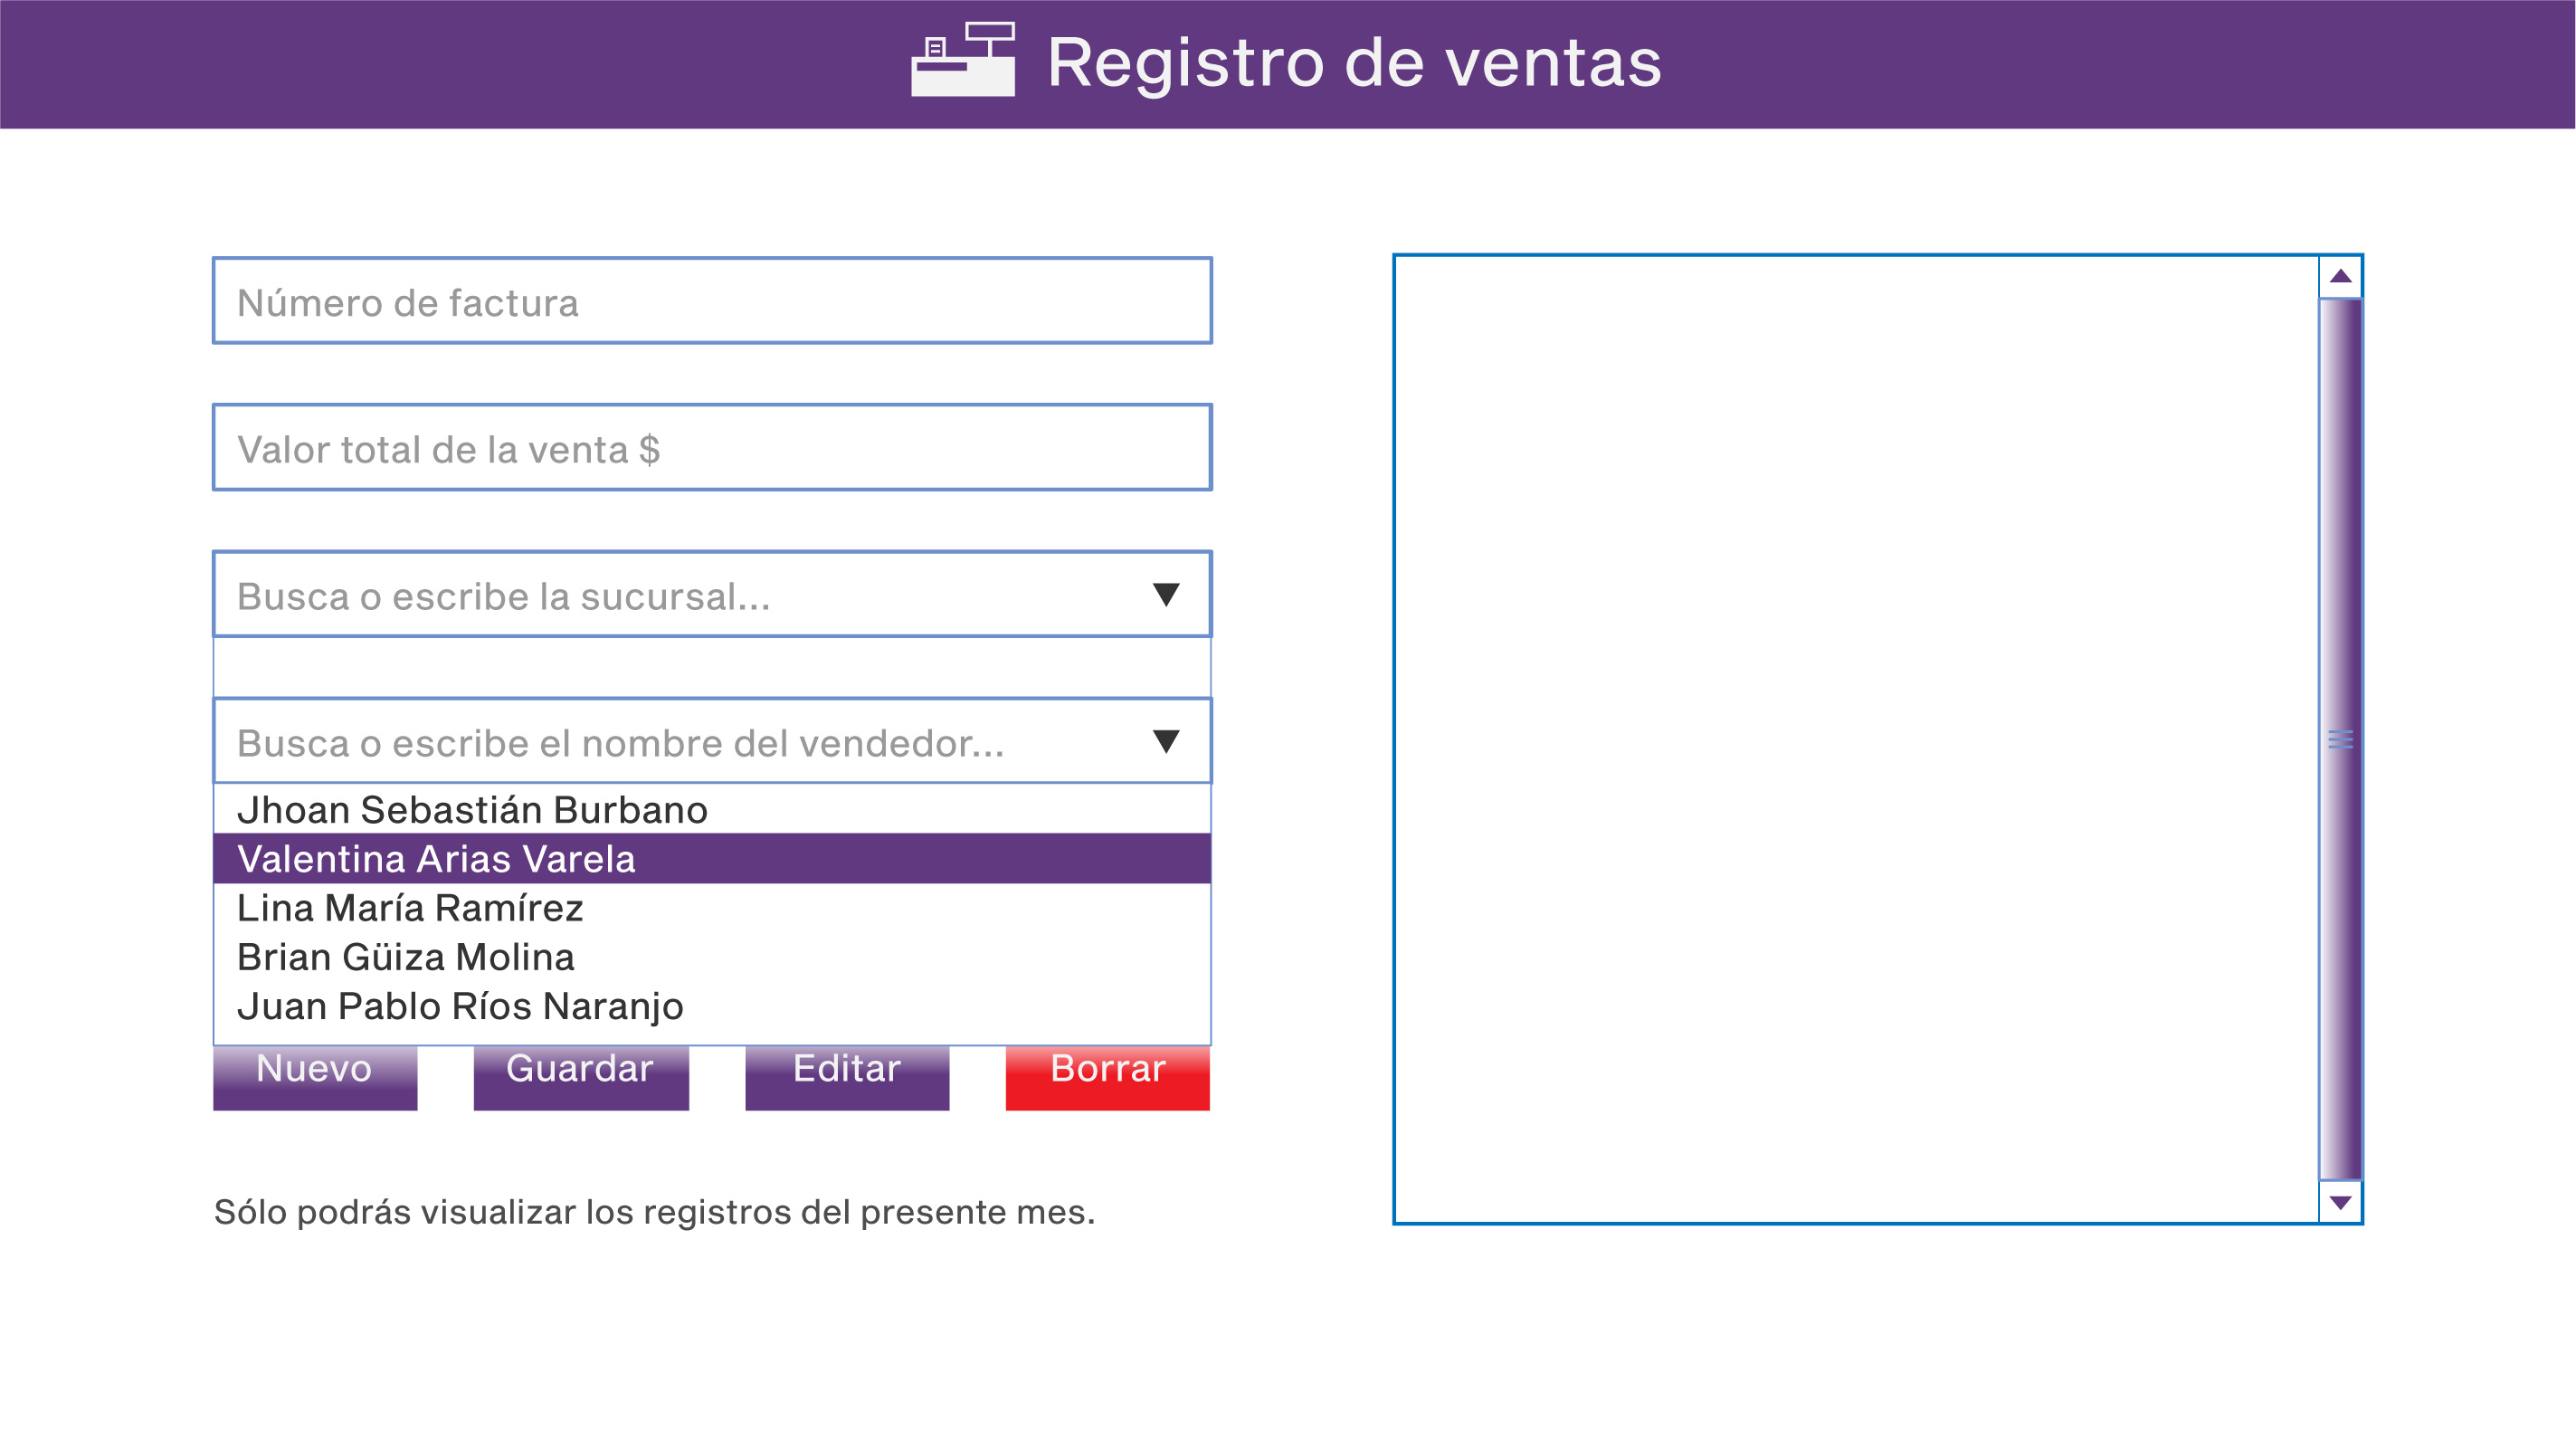 Registro de ventas
Número de factura
Valor total de la venta $
Busca o escribe la sucursal...
Busca o escribe el nombre del vendedor...
Jhoan Sebastián Burbano
Valentina Arias Varela
Lina María Ramírez
Brian Güiza Molina
Juan Pablo Ríos Naranjo
Nuevo Guardar Editar Borrar
Sólo podrás visualizar los registros del presente mes.